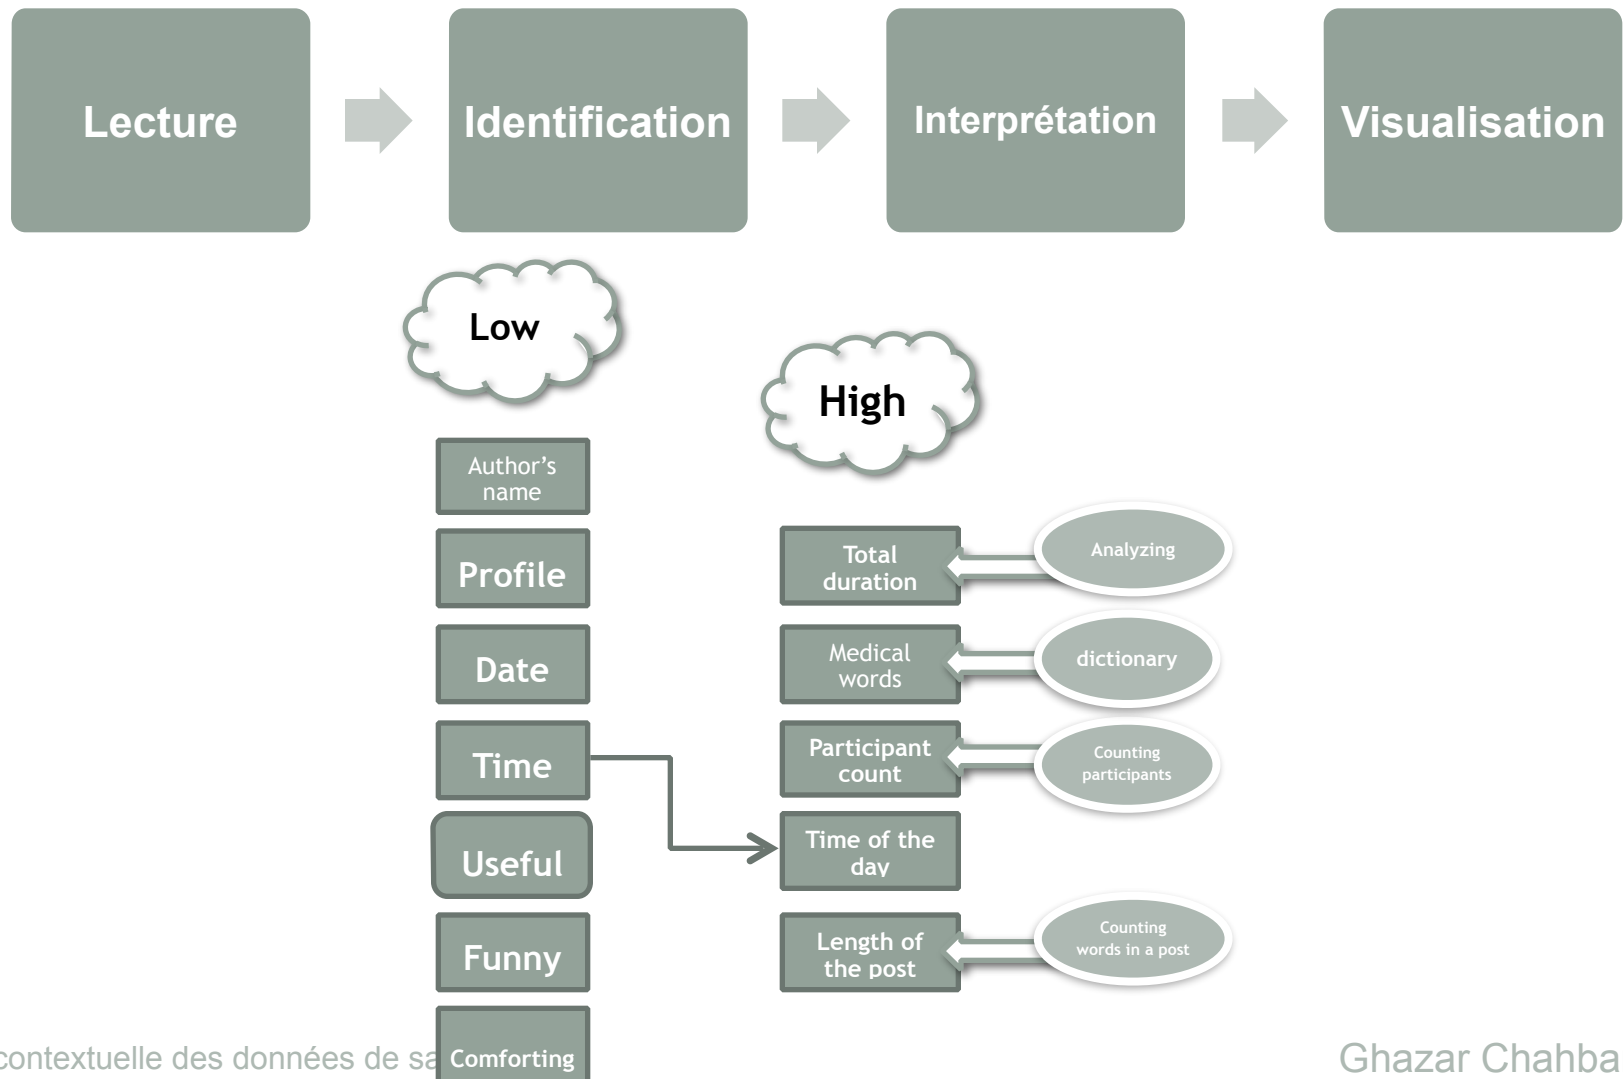 Lecture
Identification
Interprétation
Visualisation
Low
High
Author's
name
Profile
Date
Time
Useful
Funny
Comforting
Total
duration
Medical
words
Participant
count
Time of the
day
Length of
the post
Analyzing
dictionary
Counting
participants
Counting
words in a post
contextuelle des données de
Ghazar Chahba